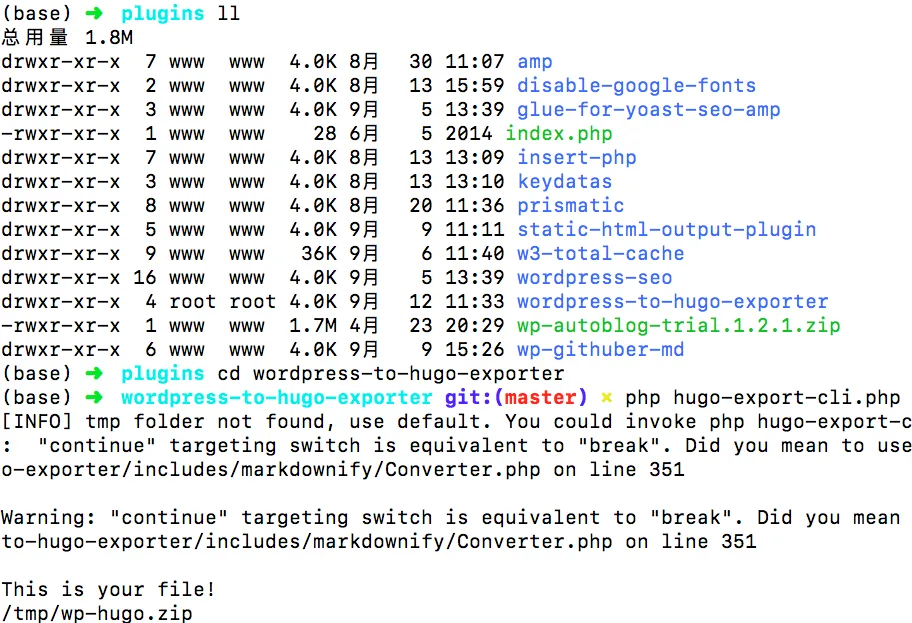 (base) ➜  plugins ll
总用量 1.8M
drwxr-xr-x  7 www  www  4.0K 8月  30 11:07 amp
drwxr-xr-x  2 www  www  4.0K 8月  13 15:59 disable-google-fonts
drwxr-xr-x  3 www  www  4.0K 9月   5 13:39 glue-for-yoast-seo-amp
-rwxr-xr-x  1 www  www    28 6月   5 2014 index.php
drwxr-xr-x  7 www  www  4.0K 8月  13 13:09 insert-php
drwxr-xr-x  3 www  www  4.0K 8月  13 13:10 keydatas
drwxr-xr-x  8 www  www  4.0K 8月  20 11:36 prismatic
drwxr-xr-x  5 www  www  4.0K 9月   9 11:11 static-html-output-plugin
drwxr-xr-x  9 www  www   36K 9月   6 11:40 w3-total-cache
drwxr-xr-x 16 www  www  4.0K 9月   5 13:39 wordpress-seo
drwxr-xr-x  4 root root 4.0K 9月  12 11:33 wordpress-to-hugo-exporter
-rwxr-xr-x  1 www  www  1.7M 4月  23 20:29 wp-autoblog-trial.1.2.1.zip
drwxr-xr-x  6 www  www  4.0K 9月   9 15:26 wp-githuber-md
(base) ➜  plugins cd wordpress-to-hugo-exporter
(base) ➜  wordpress-to-hugo-exporter git:(master) × php hugo-export-cli.php
[INFO] tmp folder not found, use default. You could invoke php hugo-export-c
:  "continue" targeting switch is equivalent to "break". Did you mean to use
o-exporter/includes/markdownify/Converter.php on line 351
Warning: "continue" targeting switch is equivalent to "break". Did you mean
to-hugo-exporter/includes/markdownify/Converter.php on line 351
This is your file!
/tmp/wp-hugo.zip